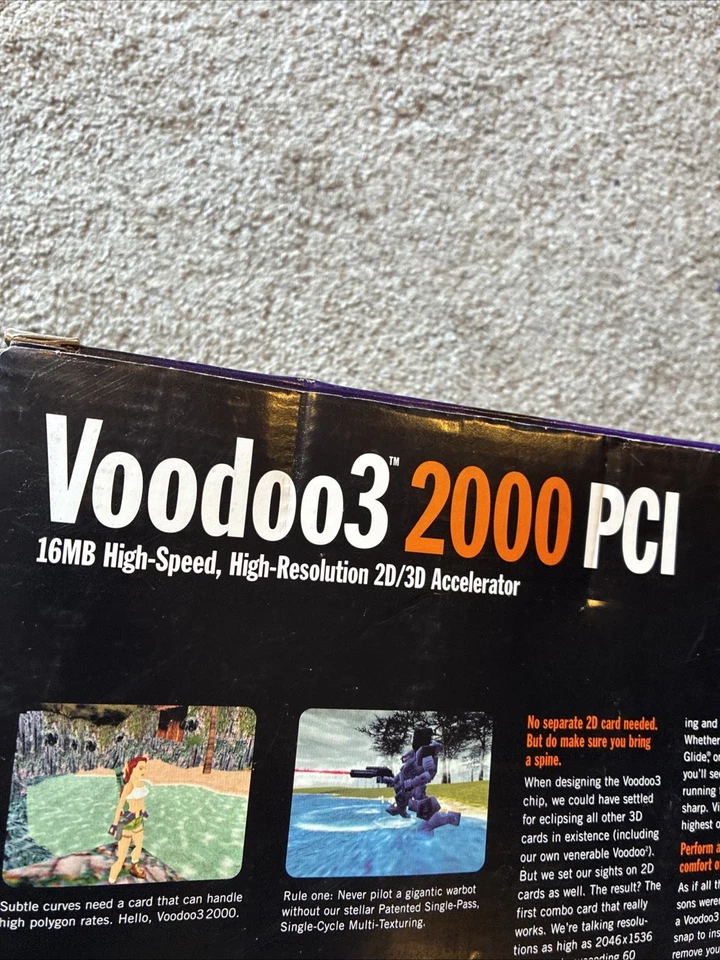 Voodoo3™ 2000 PCI
16MB High-Speed, High-Resolution 2D/3D Accelerator
Subtle curves need a card that can handle
high polygon rates. Hello, Voodoo3 2000.
Rule one: Never pilot a gigantic warbot
without our stellar Patented Single-Pass,
Single-Cycle Multi-Texturing.
No separate 2D card needed.
But do make sure you bring
a spine.
When designing the Voodoo3
chip, we could have settled
for eclipsing all other 3D
cards in existence (including
our own venerable Voodoo²).
But we set our sights on 2D
cards as well. The result? The
first combo card that really
works. We're talking resolu-
tions as high as 2046x1536
60
ing and
Whether
Glide,® o
you'll se
running
sharp. Vi
highest o
Perform a
comfort o
As if all t
sons were
a Voodoo3
snap to ins
remove you